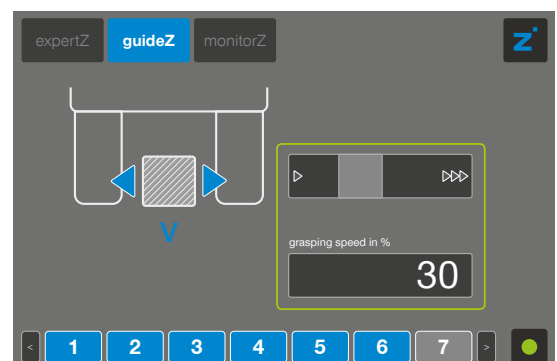 expertZ guideZ monitorZ z
V
grasping speed in %
30
< 1 2 3 4 5 6 7 >